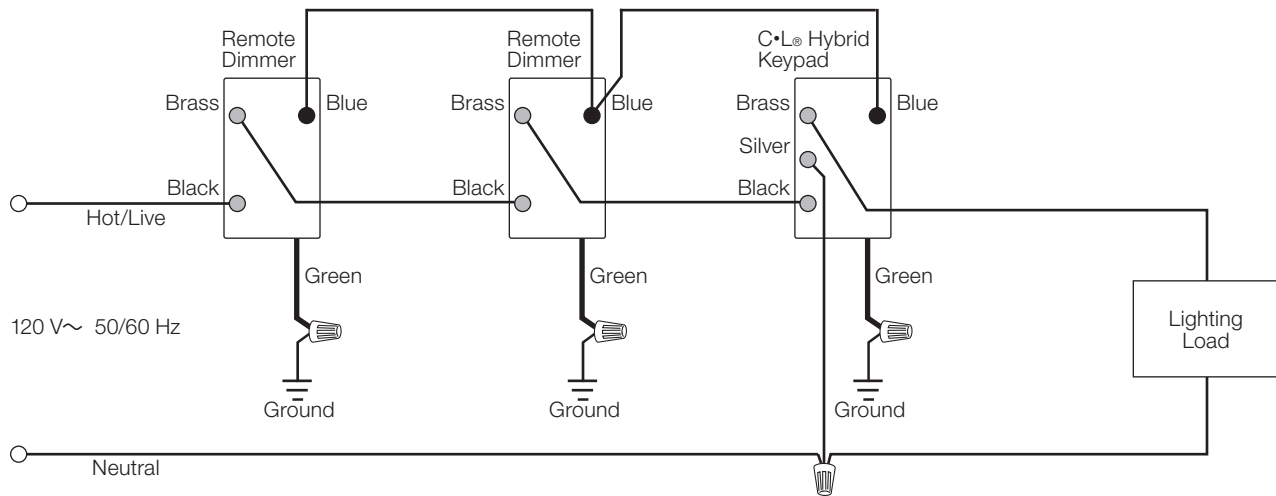 Remote
Dimmer
Brass
Blue
Black
Green
Ground
Remote
Dimmer
Brass
Blue
Black
Green
Ground
C•L® Hybrid
Keypad
Brass
Blue
Silver
Black
Green
Ground
Hot/Live
120 V~ 50/60 Hz
Neutral
Lighting
Load